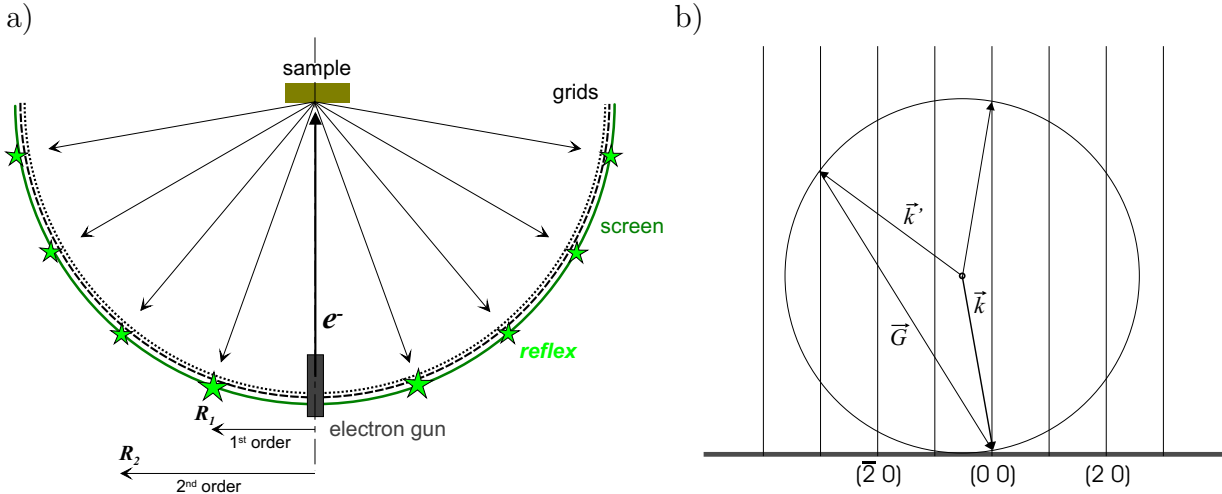 a)
sample
grids
screen
e⁻
reflex
R₁
1ˢᵗ order
electron gun
R₂
2ⁿᵈ order
b)
k⃗’
k⃗
G⃗
(2̅ 0) (0 0) (2 0)